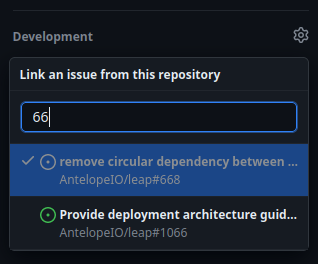 Development
Link an issue from this repository
66
remove circular dependency between ...
AntelopeIO/leap#668
Provide deployment architecture guid...
AntelopeIO/leap#1066